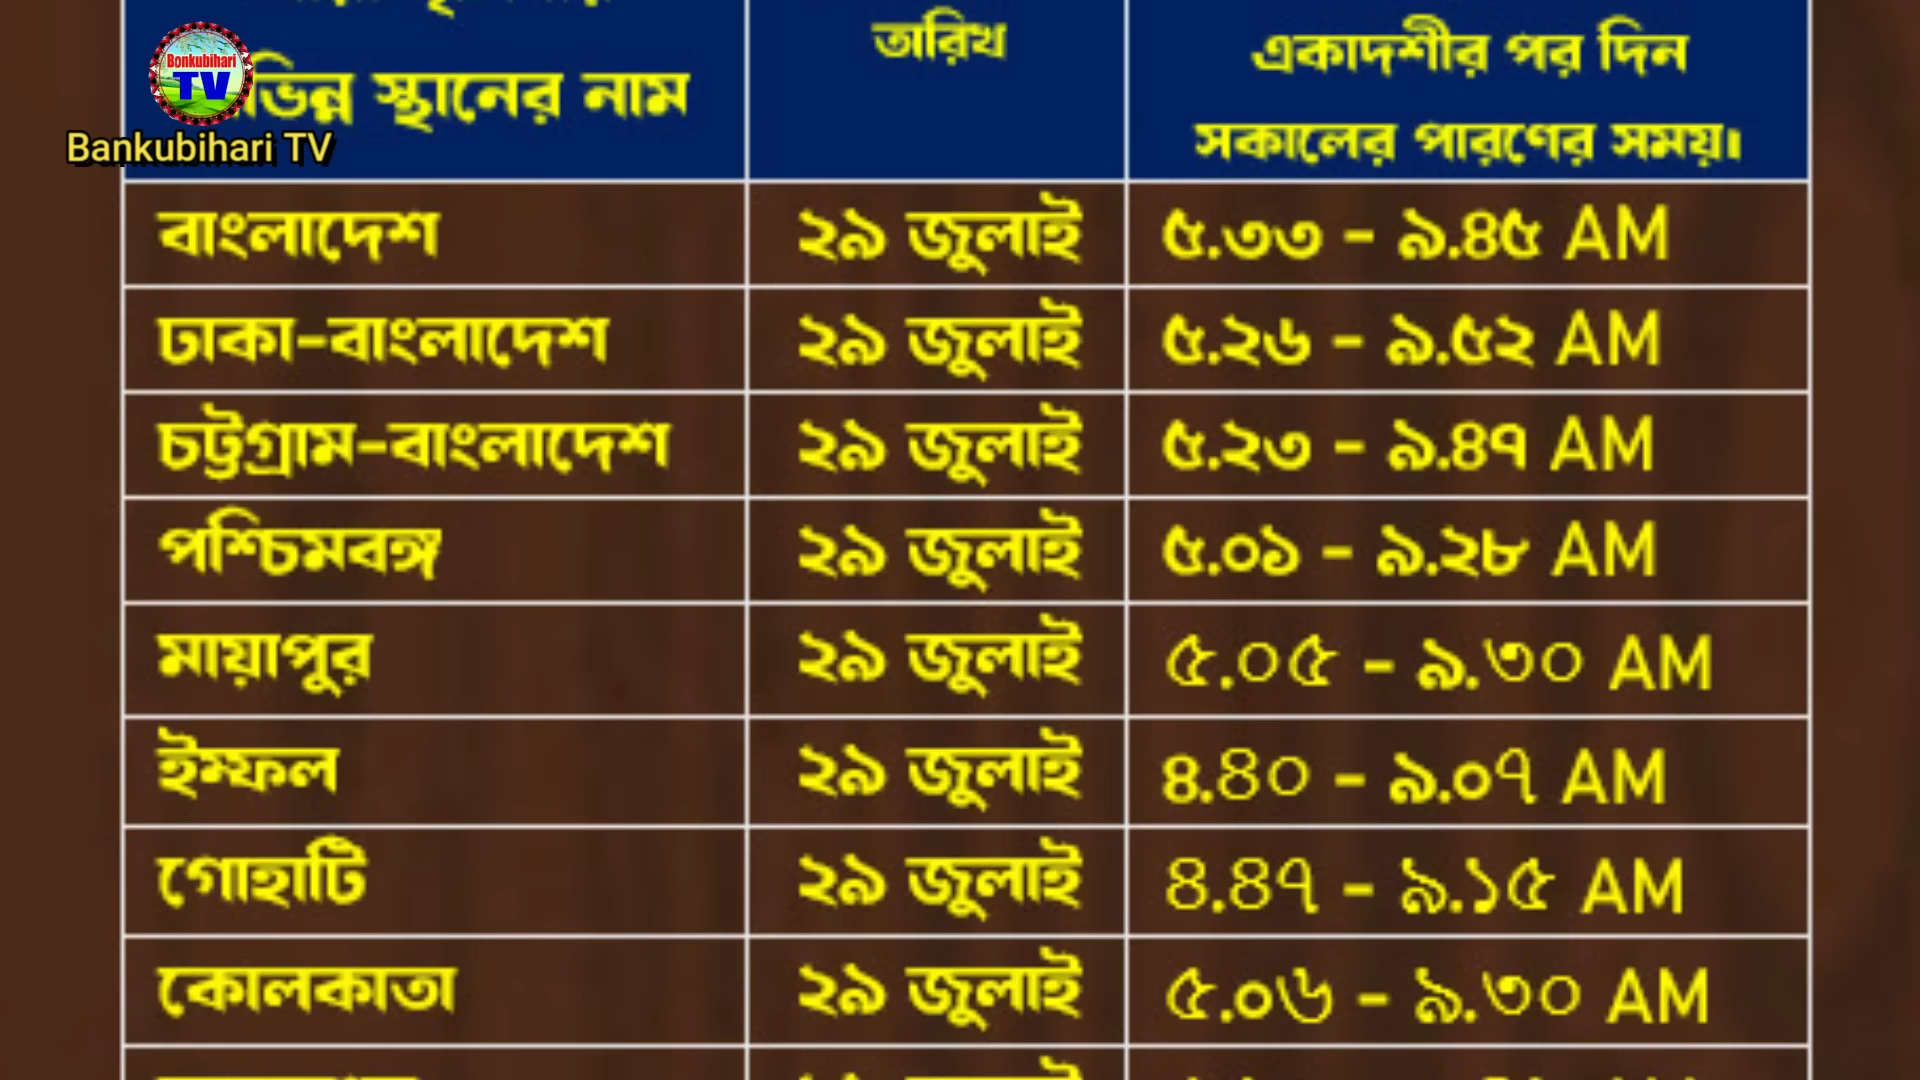 Bonkubihari
TV
Bankubihari TV
স্থানের নাম
তারিখ
একাদশীর পর দিন
সকালের পারণের সময়।
বাংলাদেশ ২৯ জুলাই ৫.৩৩ - ৯.৪৫ AM
ঢাকা-বাংলাদেশ ২৯ জুলাই ৫.২৬ - ৯.৫২ AM
চট্টগ্রাম-বাংলাদেশ ২৯ জুলাই ৫.২৩ - ৯.৪৭ AM
পশ্চিমবঙ্গ ২৯ জুলাই ৫.০১ - ৯.২৮ AM
মায়াপুর ২৯ জুলাই ৫.০৫ - ৯.৩০ AM
ইম্ফল ২৯ জুলাই ৪.৪০ - ৯.০৭ AM
গোহাটি ২৯ জুলাই ৪.৪৭ - ৯.১৫ AM
কোলকাতা ২৯ জুলাই ৫.০৬ - ৯.৩০ AM